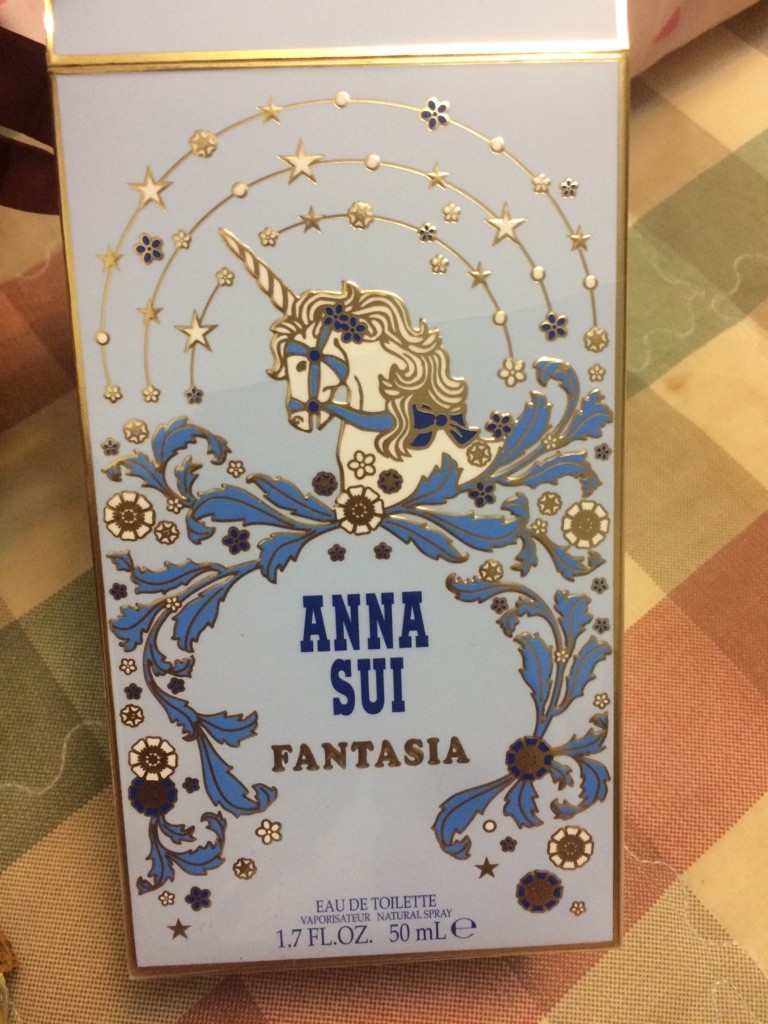 ANNA
SUI
FANTASIA
EAU DE TOILETTE
VAPORISATEUR NATURAL SPRAY
1.7 FL.OZ. 50 mL ℮